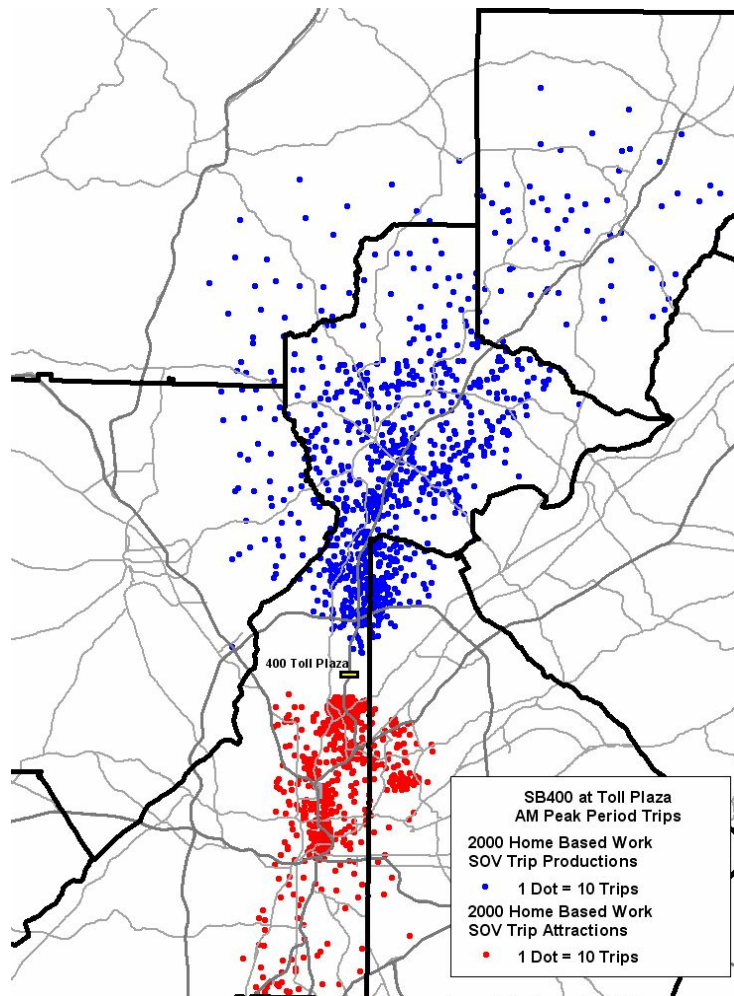 400 Toll Plaza
SB400 at Toll Plaza
AM Peak Period Trips
2000 Home Based Work
SOV Trip Productions
1 Dot = 10 Trips
2000 Home Based Work
SOV Trip Attractions
1 Dot = 10 Trips